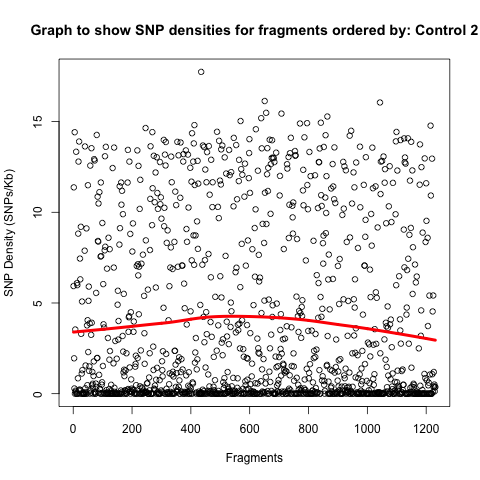 Graph to show SNP densities for fragments ordered by: Control 2
SNP Density (SNPs/Kb)
15
10
5
0
0 200 400 600 800 1000 1200
Fragments